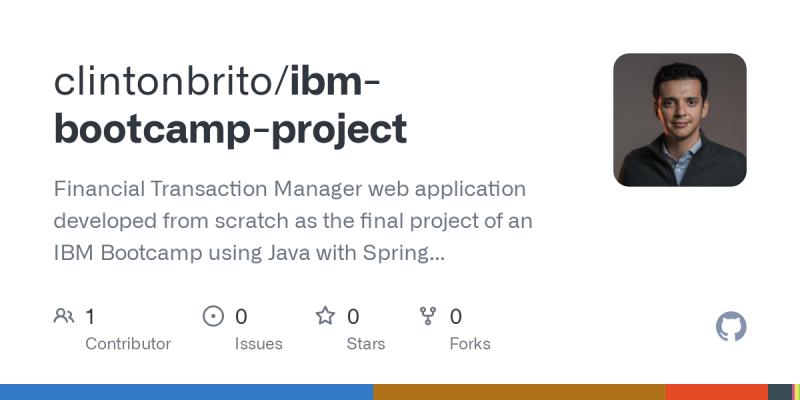 clintonbrito/ibm-
bootcamp-project
Financial Transaction Manager web application
developed from scratch as the final project of an
IBM Bootcamp using Java with Spring...
1 0 0 0
Contributor Issues Stars Forks